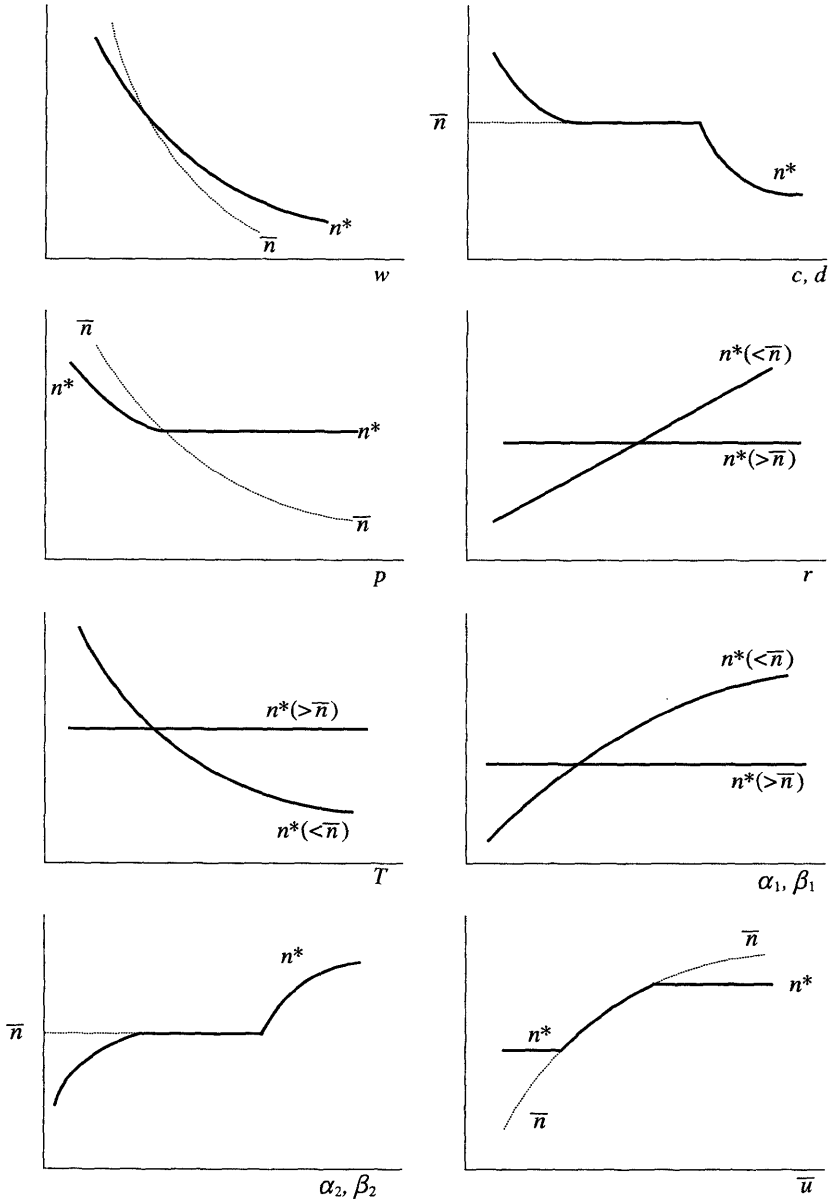 n*
n̅
w
n̅
n*
c, d
n̅
n*
n*
n̅
p
n*(<n̅)
n*(>n̅)
r
n*(>n̅)
n*(<n̅)
T
n*(<n̅)
n*(>n̅)
α₁, β₁
n*
n̅
α₂, β₂
n̅
n*
n*
n̅
u̅